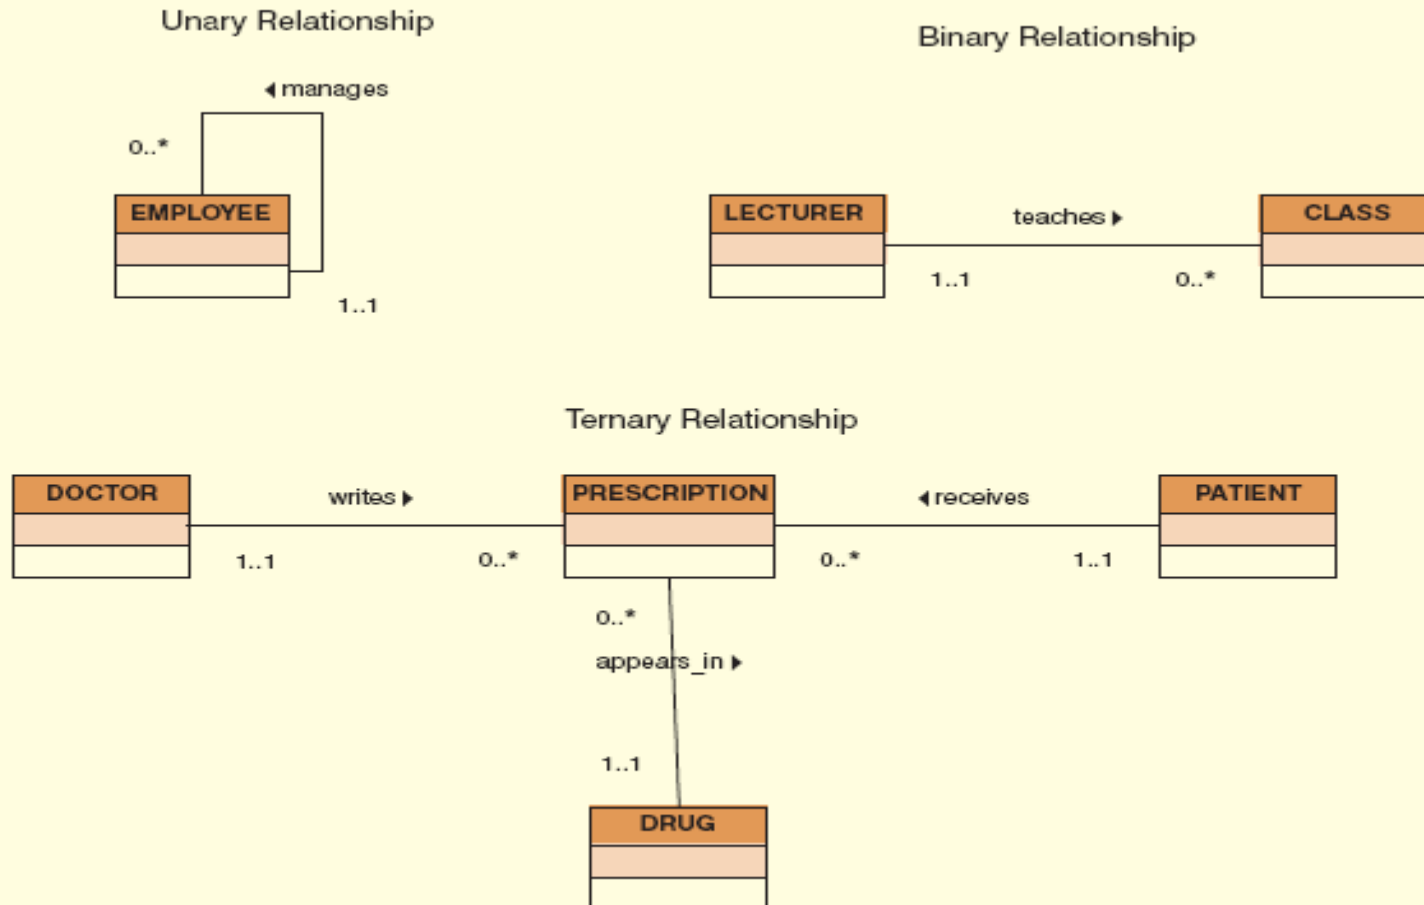 Unary Relationship
Binary Relationship
◀ manages
0..*
EMPLOYEE
1..1
LECTURER
teaches ▶
CLASS
1..1
0..*
Ternary Relationship
DOCTOR
writes ▶
PRESCRIPTION
◀ receives
PATIENT
1..1
0..*
0..*
1..1
0..*
appears_in ▶
1..1
DRUG